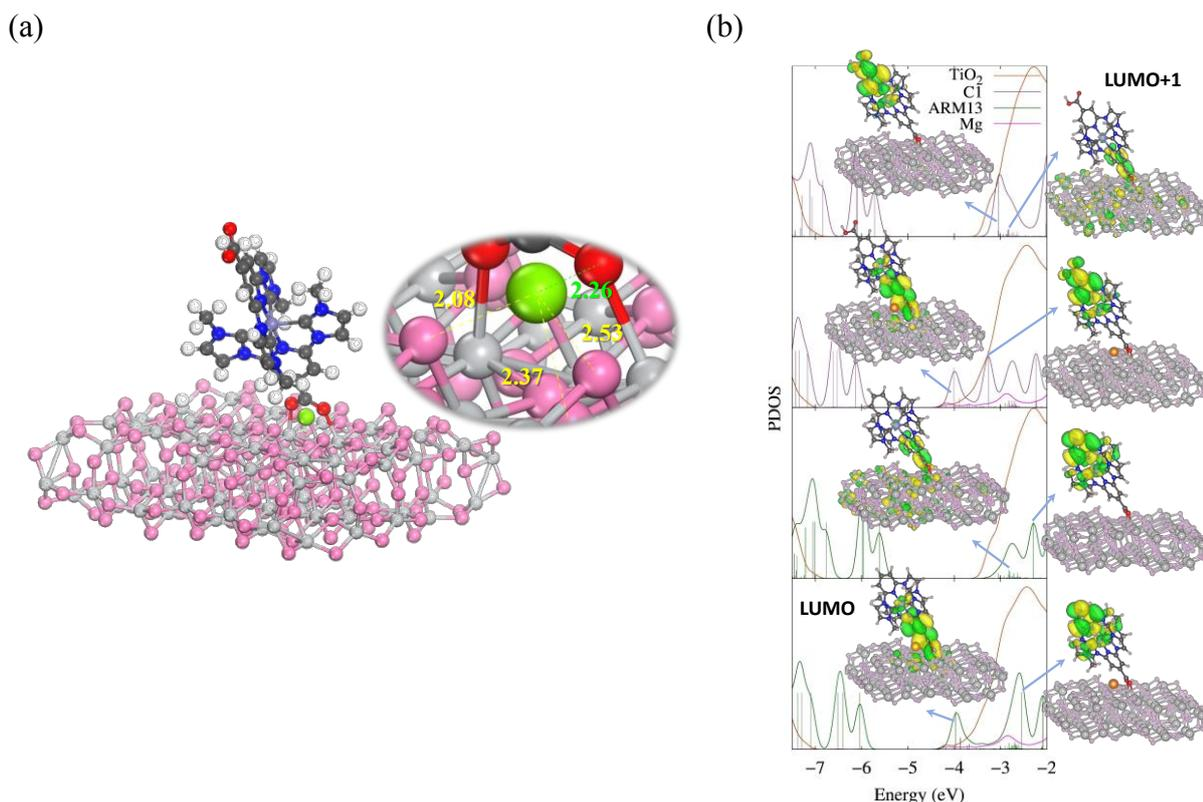 (a)
(b)
2.08
2.26
2.53
2.37
TiO2
C1
ARM13
Mg
LUMO+1
PDOS
LUMO
−7 −6 −5 −4 −3 −2
Energy (eV)